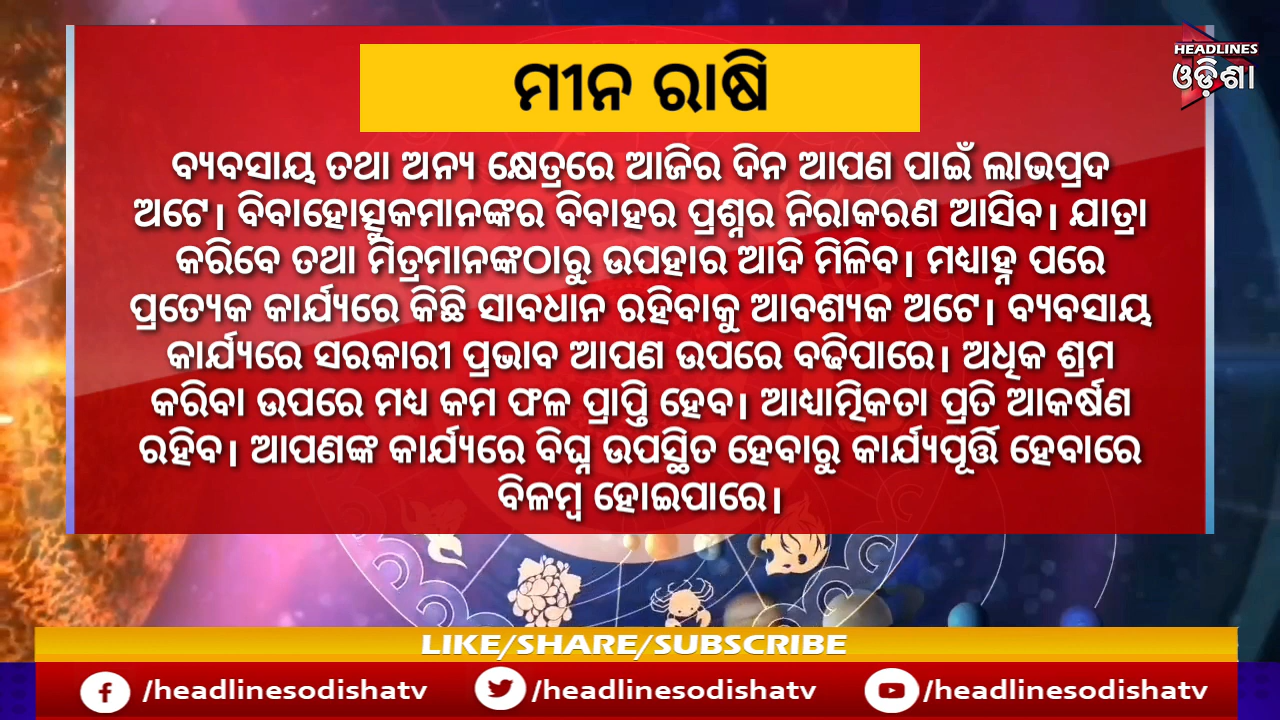 HEADLINES
ଓଡ଼ିଶା
ମୀନ ରାଷି
ବ୍ୟବସାୟ ତଥା ଅନ୍ୟ କ୍ଷେତ୍ରରେ ଆଜିର ଦିନ ଆପଣ ପାଇଁ ଲାଭପ୍ରଦ
ଅଟେ। ବିବାହୋତ୍ସୁକମାନଙ୍କର ବିବାହର ପ୍ରଶ୍ନର ନିରାକରଣ ଆସିବ। ଯାତ୍ରା
କରିବେ ତଥା ମିତ୍ରମାନଙ୍କଠାରୁ ଉପହାର ଆଦି ମିଳିବ। ମଧ୍ୟାହ୍ନ ପରେ
ପ୍ରତ୍ୟେକ କାର୍ଯ୍ୟରେ କିଛି ସାବଧାନ ରହିବାକୁ ଆବଶ୍ୟକ ଅଟେ। ବ୍ୟବସାୟ
କାର୍ଯ୍ୟରେ ସରକାରୀ ପ୍ରଭାବ ଆପଣ ଉପରେ ବଢିପାରେ। ଅଧିକ ଶ୍ରମ
କରିବା ଉପରେ ମଧ୍ୟ କମ ଫଳ ପ୍ରାପ୍ତି ହେବ। ଆଧ୍ୟାତ୍ମିକତା ପ୍ରତି ଆକର୍ଷଣ
ରହିବ। ଆପଣଙ୍କ କାର୍ଯ୍ୟରେ ବିଘ୍ନ ଉପସ୍ଥିତ ହେବାରୁ କାର୍ଯ୍ୟପୂର୍ତ୍ତି ହେବାରେ
ବିଳମ୍ବ ହୋଇପାରେ।
LIKE/SHARE/SUBSCRIBE
/headlinesodishatv /headlinesodishatv /headlinesodishatv